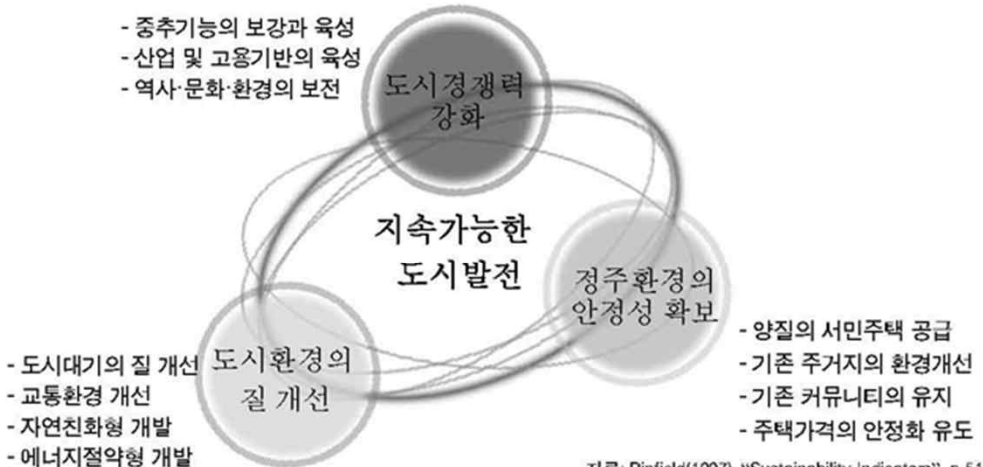 - 중추기능의 보강과 육성
- 산업 및 고용기반의 육성
- 역사·문화·환경의 보전
도시경쟁력
강화
지속가능한
도시발전
정주환경의
안정성 확보
- 양질의 서민주택 공급
- 기존 주거지의 환경개선
- 기존 커뮤니티의 유지
- 주택가격의 안정화 유도
도시환경의
질 개선
- 도시대기의 질 개선
- 교통환경 개선
- 자연친화형 개발
- 에너지절약형 개발